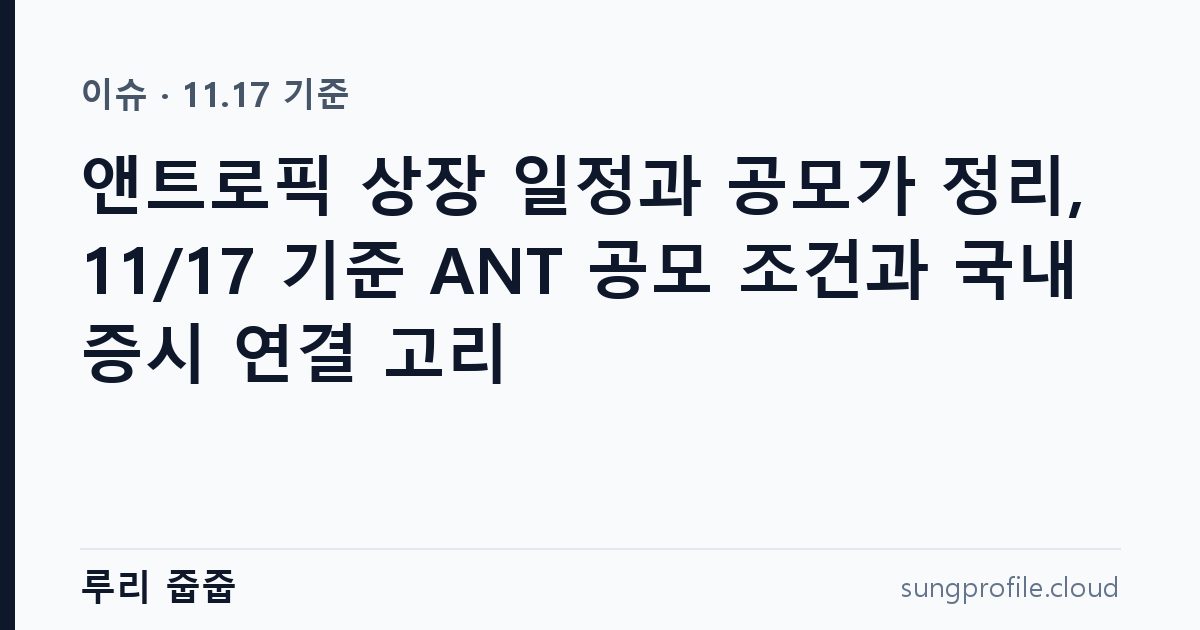 이슈 · 11.17 기준
앤트로픽 상장 일정과 공모가 정리,
11/17 기준 ANT 공모 조건과 국내
증시 연결 고리
루리 줍줍
sungprofile.cloud